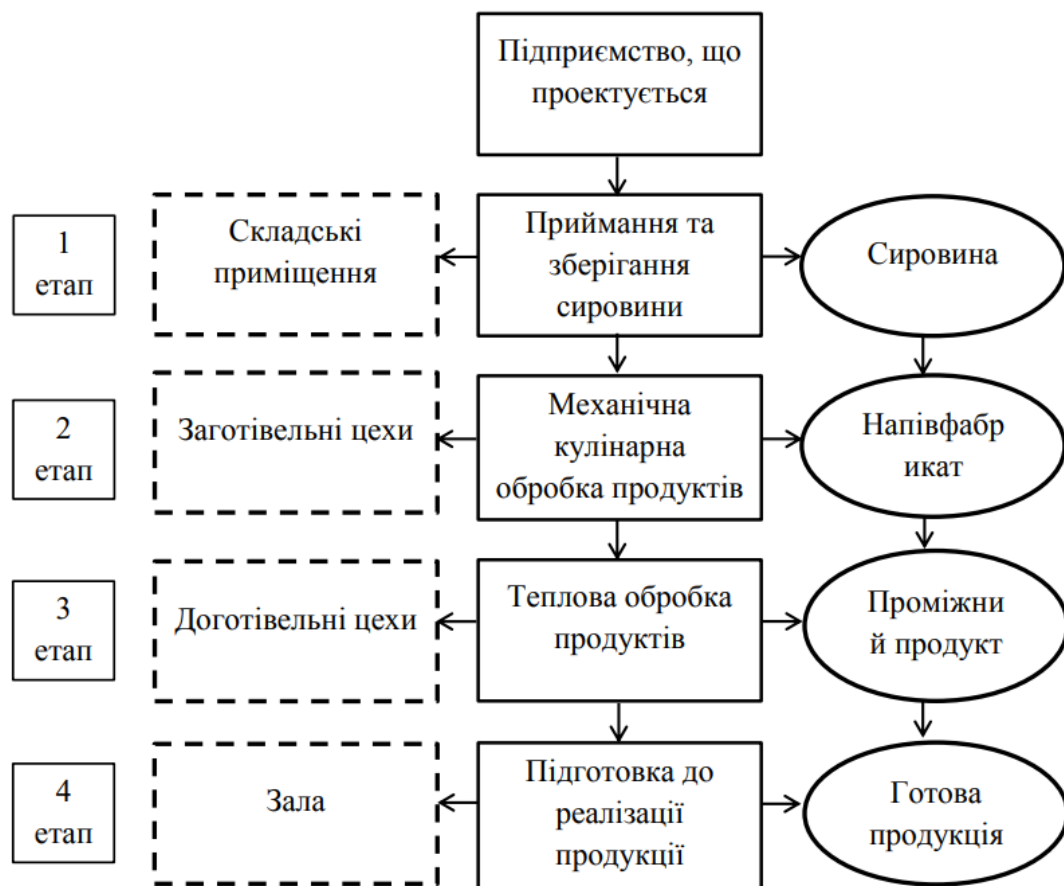 Підприємство, що
проектується
1
етап
Складські
приміщення
Приймання та
зберігання
сировини
Сировина
2
етап
Заготівельні цехи
Механічна
кулінарна
обробка продуктів
Напівфабр
икат
3
етап
Доготівельні цехи
Теплова обробка
продуктів
Проміжни
й продукт
4
етап
Зала
Підготовка до
реалізації
продукції
Готова
продукція